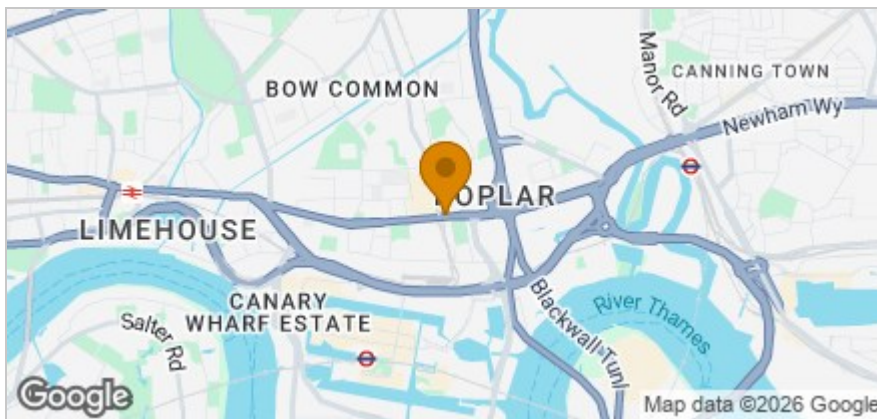 BOW COMMON
Manor Rd
CANNING TOWN
Newham Wy
POPLAR
LIMEHOUSE
CANARY
WHARF ESTATE
Salter Rd
Blackwall Tunl
River Thames
Google
Map data ©2026 Google